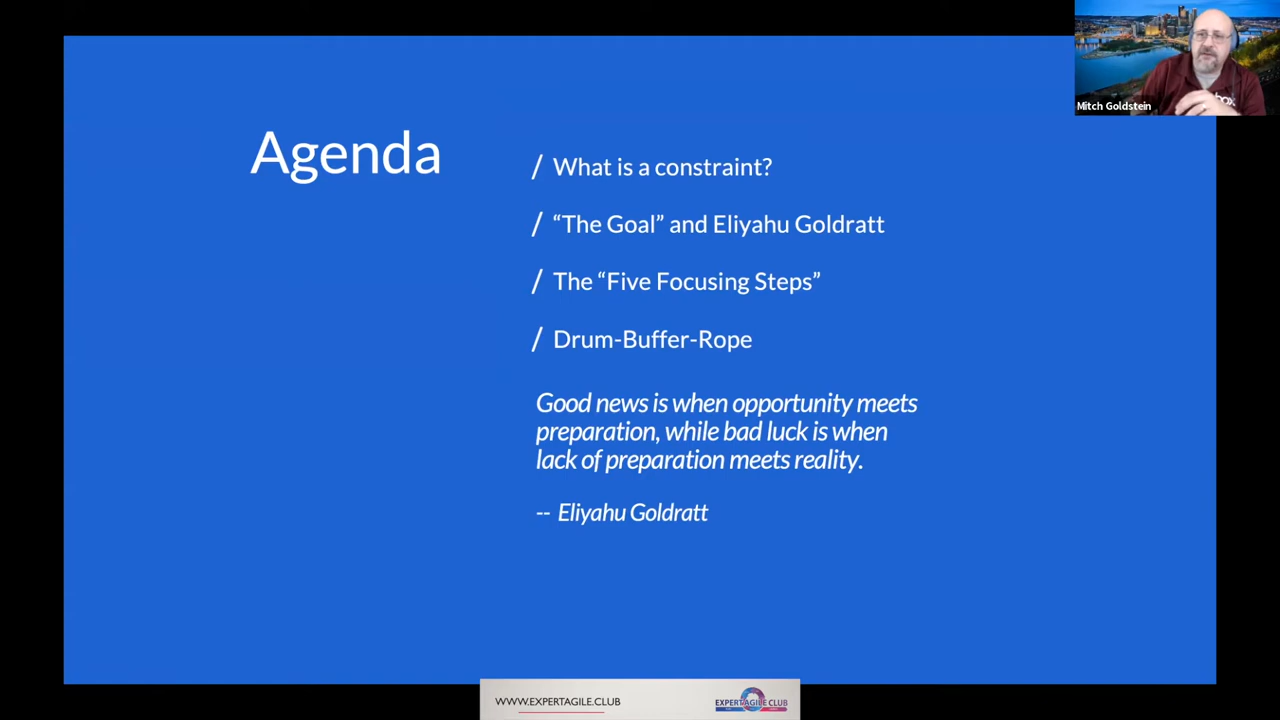 Mitch Goldstein
Agenda
/ What is a constraint?
/ “The Goal” and Eliyahu Goldratt
/ The “Five Focusing Steps”
/ Drum-Buffer-Rope
Good news is when opportunity meets
preparation, while bad luck is when
lack of preparation meets reality.
-- Eliyahu Goldratt
WWW.EXPERTAGILE.CLUB
EXPERT AGILE CLUB